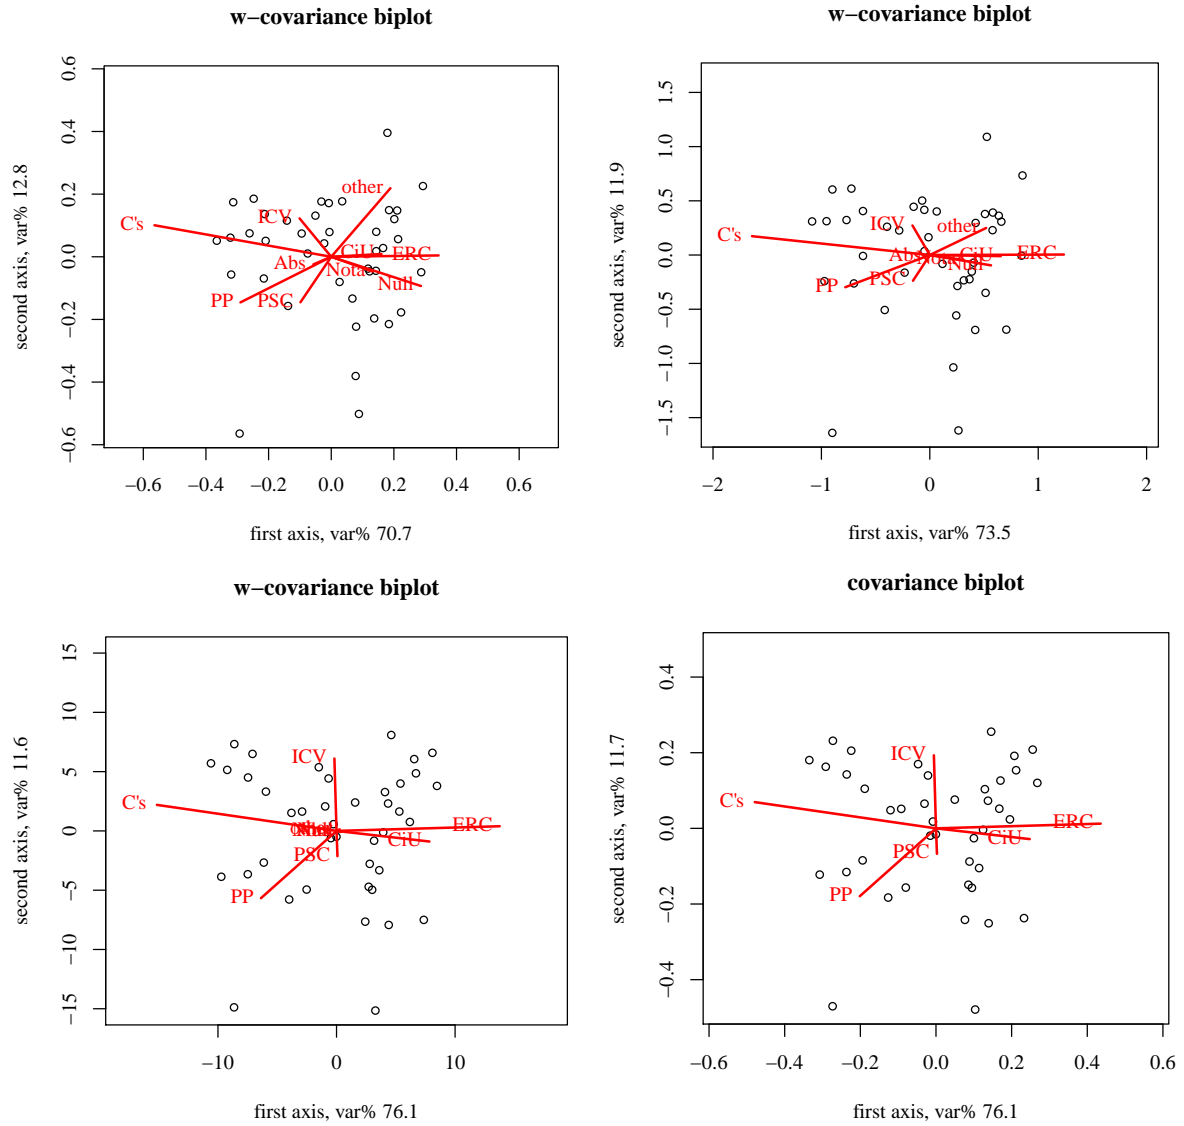 w−covariance biplot
second axis, var% 12.8
0.6
0.4
0.2
0.0
−0.2
−0.4
−0.6
other
ICV
C's
CiU
ERC
Abs
Nota
Null
PP
PSC
−0.6 −0.4 −0.2 0.0 0.2 0.4 0.6
first axis, var% 70.7
w−covariance biplot
second axis, var% 11.9
1.5
1.0
0.5
0.0
−0.5
−1.0
−1.5
ICV
other
C's
Abs
Nota
CiU
ERC
Null
PSC
PP
−2 −1 0 1 2
first axis, var% 73.5
w−covariance biplot
second axis, var% 11.6
15
10
5
0
−5
−10
−15
ICV
C's
ERC
CiU
PSC
PP
−10 0 10
first axis, var% 76.1
covariance biplot
second axis, var% 11.7
0.4
0.2
0.0
−0.2
−0.4
ICV
C's
ERC
CiU
PSC
PP
−0.6 −0.4 −0.2 0.0 0.2 0.4 0.6
first axis, var% 76.1